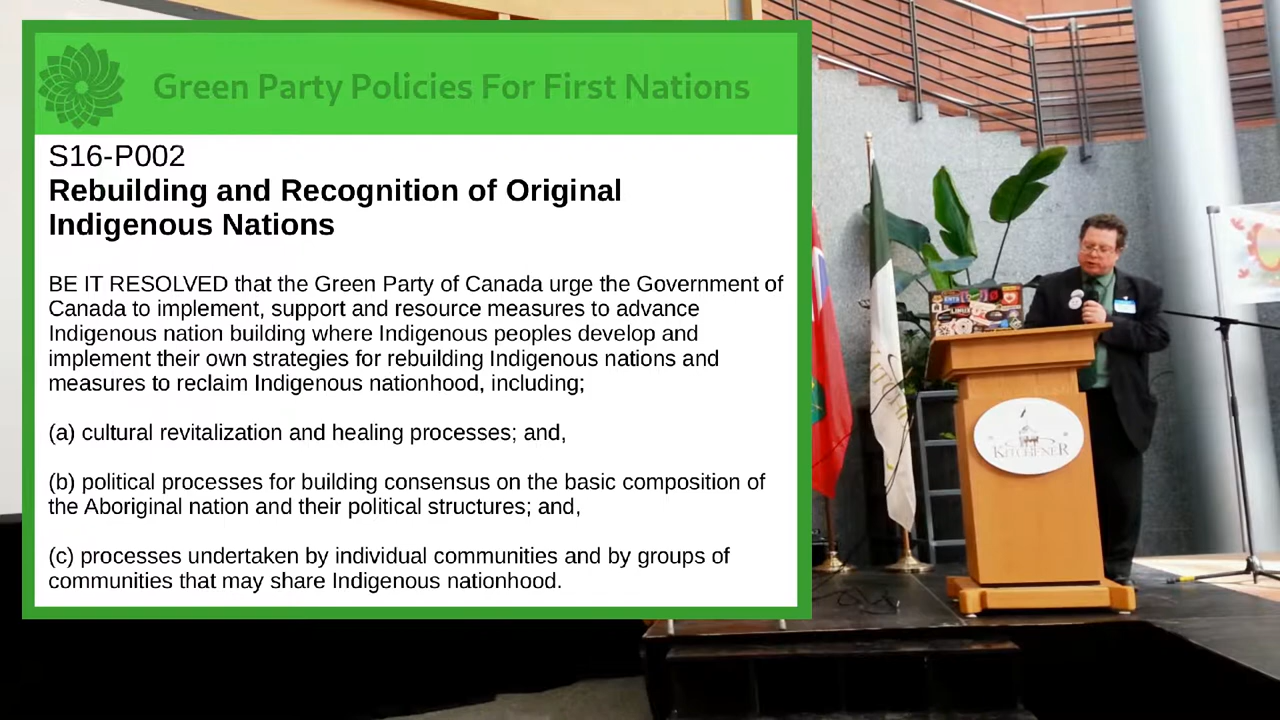 Green Party Policies For First Nations
S16-P002
Rebuilding and Recognition of Original
Indigenous Nations
BE IT RESOLVED that the Green Party of Canada urge the Government of
Canada to implement, support and resource measures to advance
Indigenous nation building where Indigenous peoples develop and
implement their own strategies for rebuilding Indigenous nations and
measures to reclaim Indigenous nationhood, including;
(a) cultural revitalization and healing processes; and,
(b) political processes for building consensus on the basic composition of
the Aboriginal nation and their political structures; and,
(c) processes undertaken by individual communities and by groups of
communities that may share Indigenous nationhood.
KITCHENER